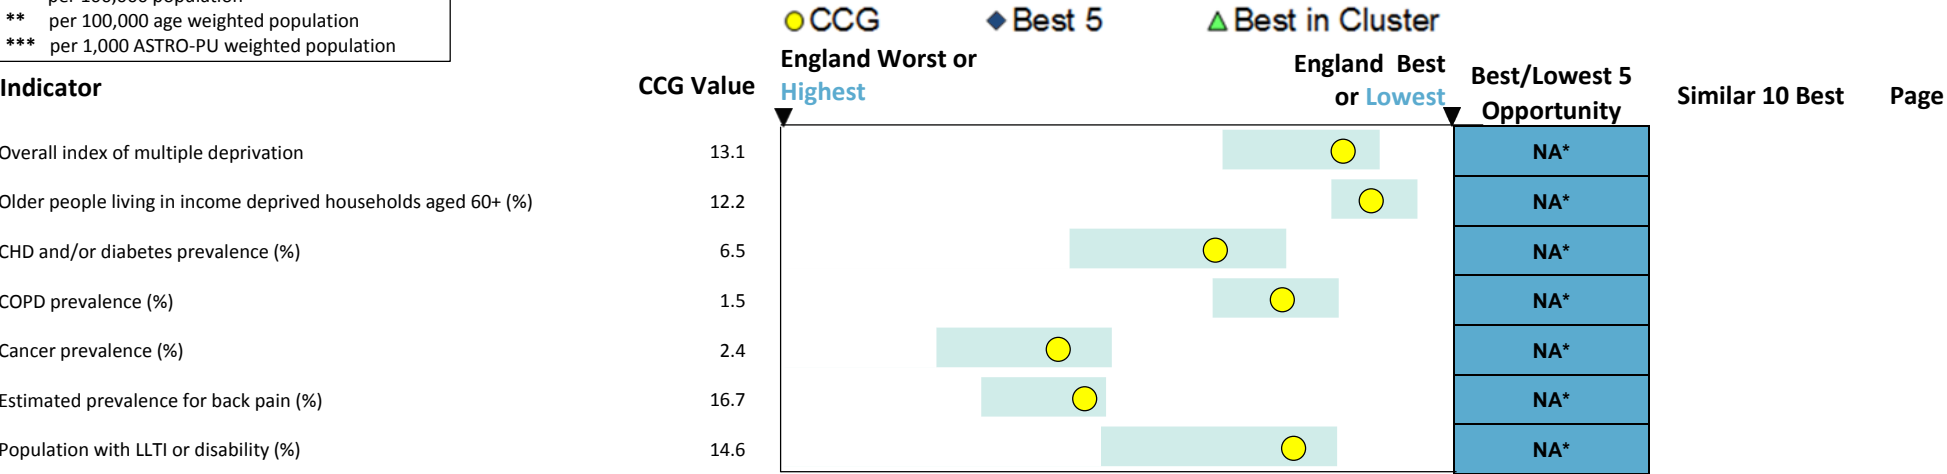 per 100,000 population
** per 100,000 age weighted population
*** per 1,000 ASTRO-PU weighted population
CCG Best 5 Best in Cluster
Indicator
CCG Value
England Worst or
Highest
England Best
or Lowest
Best/Lowest 5
Opportunity
Similar 10 Best
Page
Overall index of multiple deprivation 13.1 NA*
Older people living in income deprived households aged 60+ (%) 12.2 NA*
CHD and/or diabetes prevalence (%) 6.5 NA*
COPD prevalence (%) 1.5 NA*
Cancer prevalence (%) 2.4 NA*
Estimated prevalence for back pain (%) 16.7 NA*
Population with LLTI or disability (%) 14.6 NA*